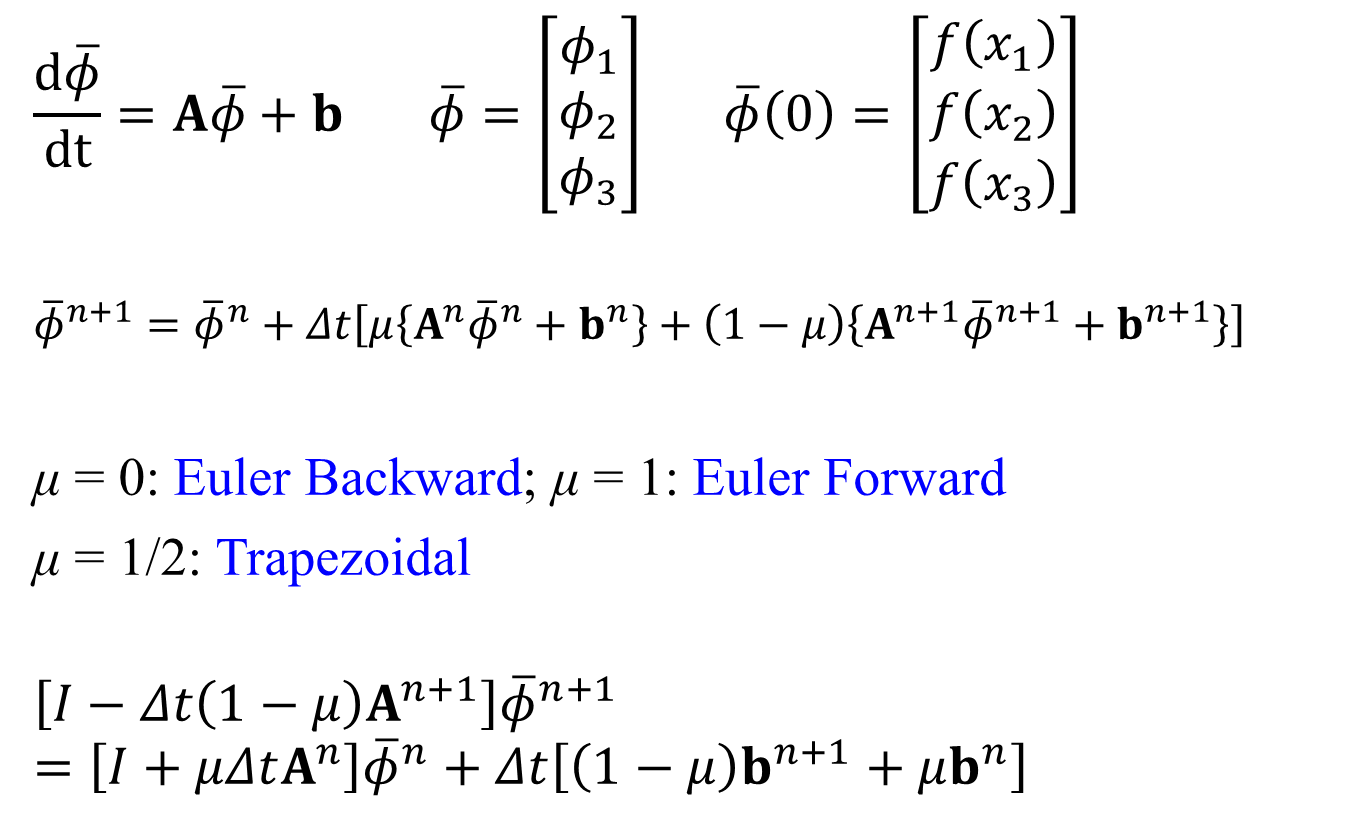 dϕ̄/dt = Aϕ̄ + b   ϕ̄ = [ϕ₁ ϕ₂ ϕ₃]   ϕ̄(0) = [f(x₁) f(x₂) f(x₃)]
ϕ̄ⁿ⁺¹ = ϕ̄ⁿ + Δt[μ{Aⁿϕ̄ⁿ + bⁿ} + (1 − μ){Aⁿ⁺¹ϕ̄ⁿ⁺¹ + bⁿ⁺¹}]
μ = 0: Euler Backward; μ = 1: Euler Forward
μ = 1/2: Trapezoidal
[I − Δt(1 − μ)Aⁿ⁺¹]ϕ̄ⁿ⁺¹
= [I + μΔtAⁿ]ϕ̄ⁿ + Δt[(1 − μ)bⁿ⁺¹ + μbⁿ]